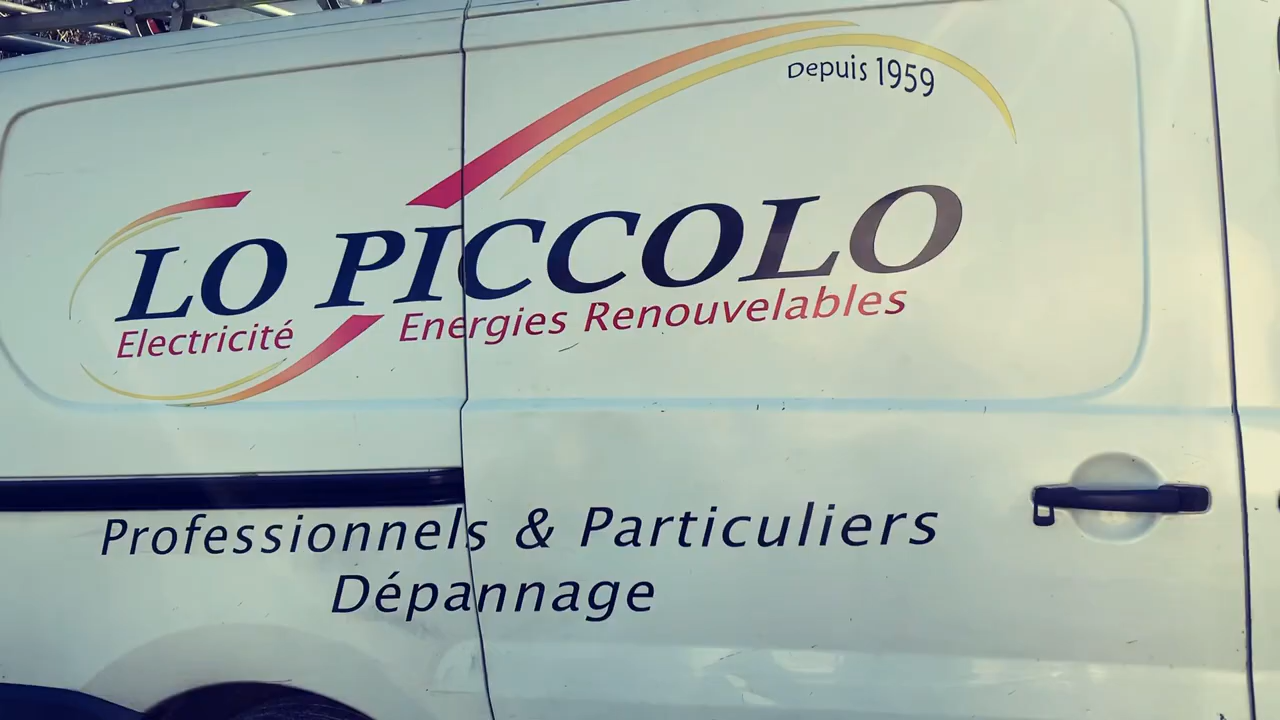 Depuis 1959
LO PICCOLO
Electricité Energies Renouvelables
Professionnels & Particuliers
Dépannage